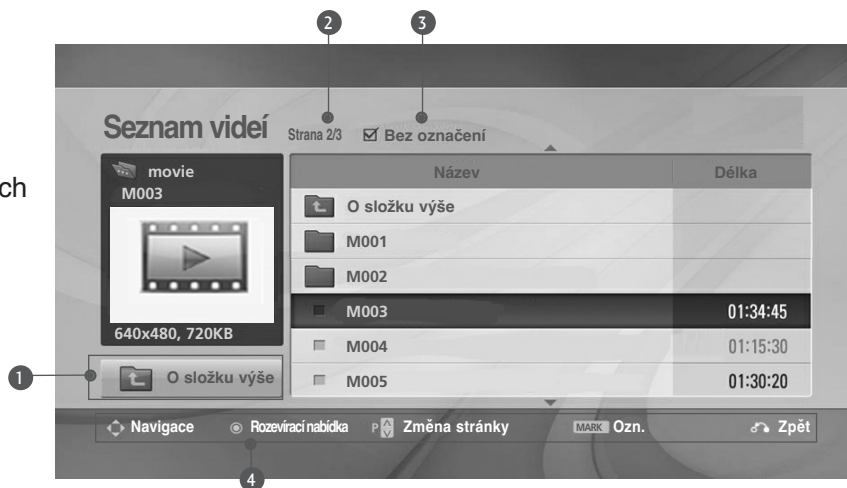 2 3
Seznam videí Strana 2/3 Bez označení
ch
movie
M003
640x480, 720KB
1
O složku výše
Název Délka
O složku výše
M001
M002
M003 01:34:45
M004 01:15:30
M005 01:30:20
Navigace Rozevírací nabídka P Změna stránky MARK Ozn. Zpět
4